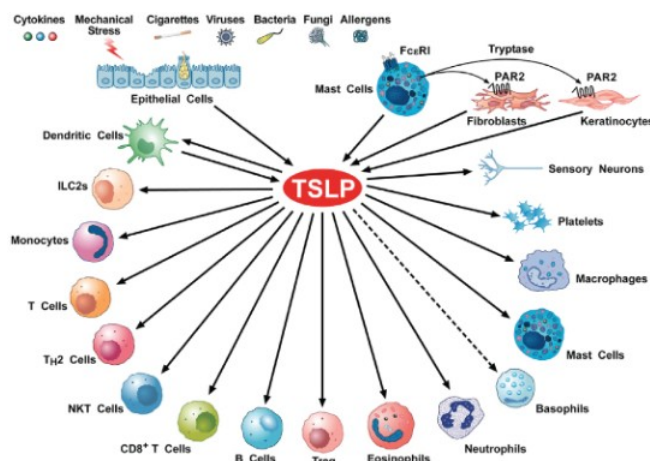 Cytokines Mechanical Stress Cigarettes Viruses Bacteria Fungi Allergens
Epithelial Cells
FcεRI
Mast Cells
Tryptase
PAR2
PAR2
Fibroblasts
Keratinocytes
Dendritic Cells
TSLP
Sensory Neurons
ILC2s
Platelets
Monocytes
Macrophages
T Cells
Mast Cells
TH2 Cells
Basophils
NKT Cells
Neutrophils
CD8+ T Cells
B Cells
Treg
Eosinophils